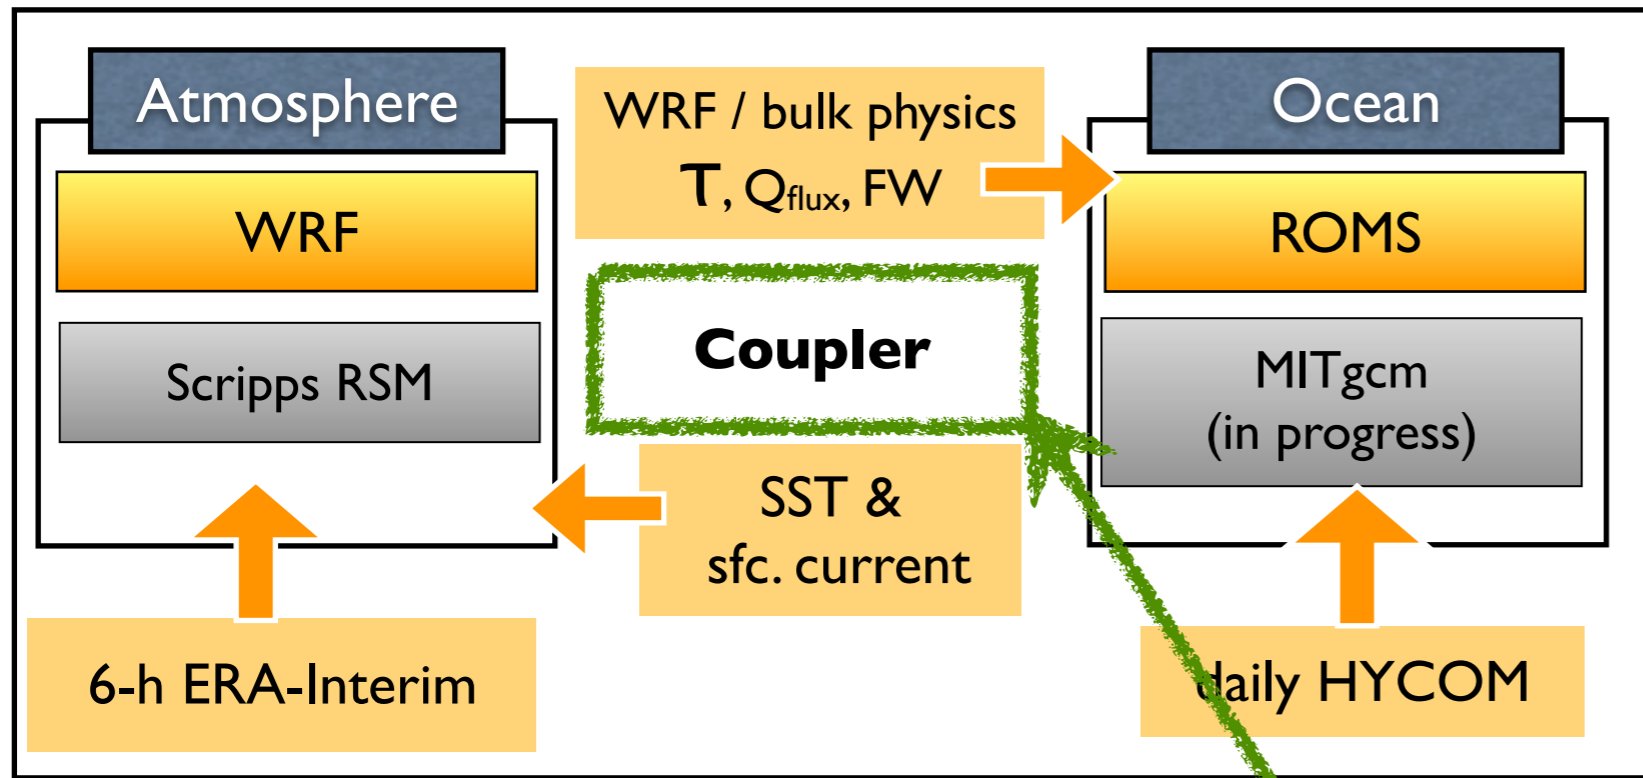 Atmosphere
WRF
Scripps RSM
6-h ERA-Interim
WRF / bulk physics
τ, Qflux, FW
Coupler
SST &
sfc. current
Ocean
ROMS
MITgcm
(in progress)
daily HYCOM